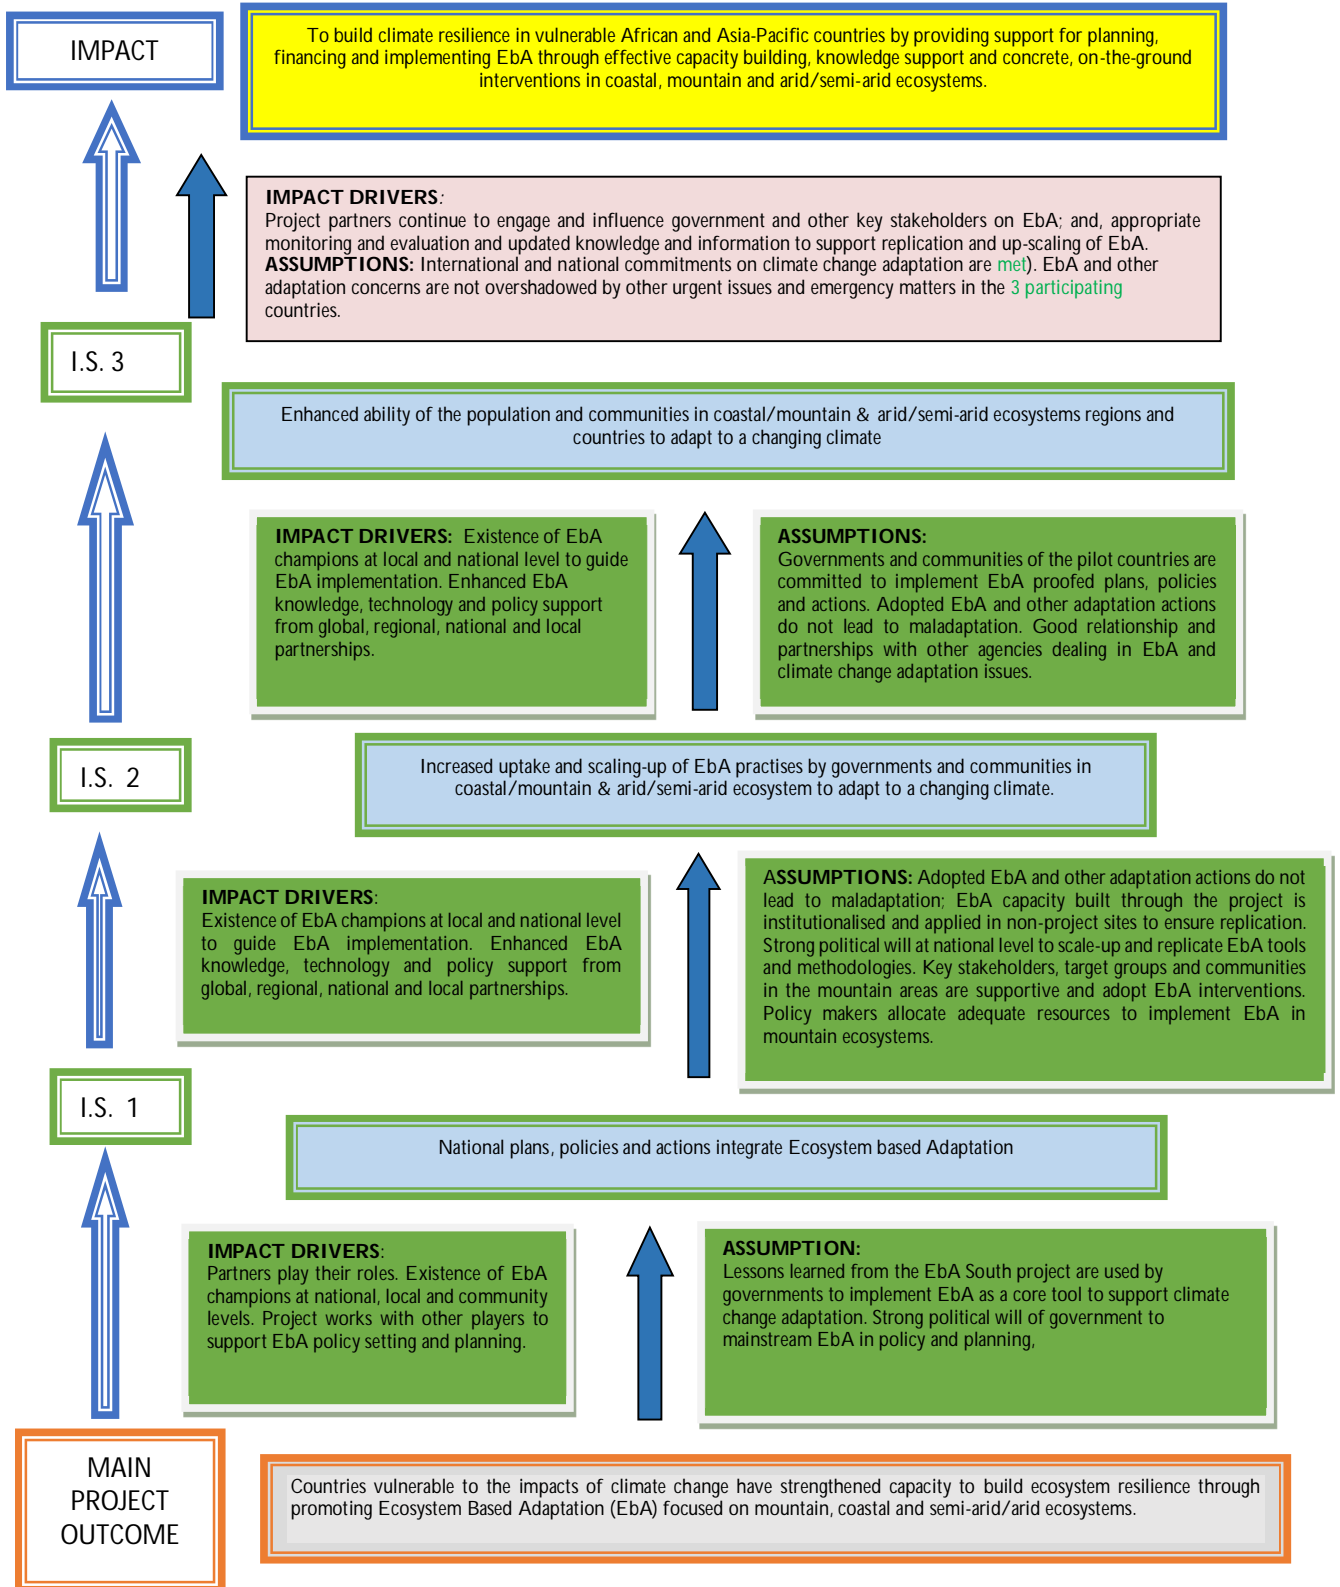 IMPACT
To build climate resilience in vulnerable African and Asia-Pacific countries by providing support for planning,
financing and implementing EbA through effective capacity building, knowledge support and concrete, on-the-ground
interventions in coastal, mountain and arid/semi-arid ecosystems.
IMPACT DRIVERS:
Project partners continue to engage and influence government and other key stakeholders on EbA; and, appropriate
monitoring and evaluation and updated knowledge and information to support replication and up-scaling of EbA.
ASSUMPTIONS: International and national commitments on climate change adaptation are met). EbA and other
adaptation concerns are not overshadowed by other urgent issues and emergency matters in the 3 participating
countries.
I.S. 3
Enhanced ability of the population and communities in coastal/mountain & arid/semi-arid ecosystems regions and
countries to adapt to a changing climate
IMPACT DRIVERS: Existence of EbA
champions at local and national level to guide
EbA implementation. Enhanced EbA
knowledge, technology and policy support
from global, regional, national and local
partnerships.
ASSUMPTIONS:
Governments and communities of the pilot countries are
committed to implement EbA proofed plans, policies
and actions. Adopted EbA and other adaptation actions
do not lead to maladaptation. Good relationship and
partnerships with other agencies dealing in EbA and
climate change adaptation issues.
I.S. 2
Increased uptake and scaling-up of EbA practises by governments and communities in
coastal/mountain & arid/semi-arid ecosystem to adapt to a changing climate.
IMPACT DRIVERS:
Existence of EbA champions at local and national level
to guide EbA implementation. Enhanced EbA
knowledge, technology and policy support from
global, regional, national and local partnerships.
ASSUMPTIONS: Adopted EbA and other adaptation actions do not
lead to maladaptation; EbA capacity built through the project is
institutionalised and applied in non-project sites to ensure replication.
Strong political will at national level to scale-up and replicate EbA tools
and methodologies. Key stakeholders, target groups and communities
in the mountain areas are supportive and adopt EbA interventions.
Policy makers allocate adequate resources to implement EbA in
mountain ecosystems.
I.S. 1
National plans, policies and actions integrate Ecosystem based Adaptation
IMPACT DRIVERS:
Partners play their roles. Existence of EbA
champions at national, local and community
levels. Project works with other players to
support EbA policy setting and planning.
ASSUMPTION:
Lessons learned from the EbA South project are used by
governments to implement EbA as a core tool to support climate
change adaptation. Strong political will of government to
mainstream EbA in policy and planning,
MAIN
PROJECT
OUTCOME
Countries vulnerable to the impacts of climate change have strengthened capacity to build ecosystem resilience through
promoting Ecosystem Based Adaptation (EbA) focused on mountain, coastal and semi-arid/arid ecosystems.